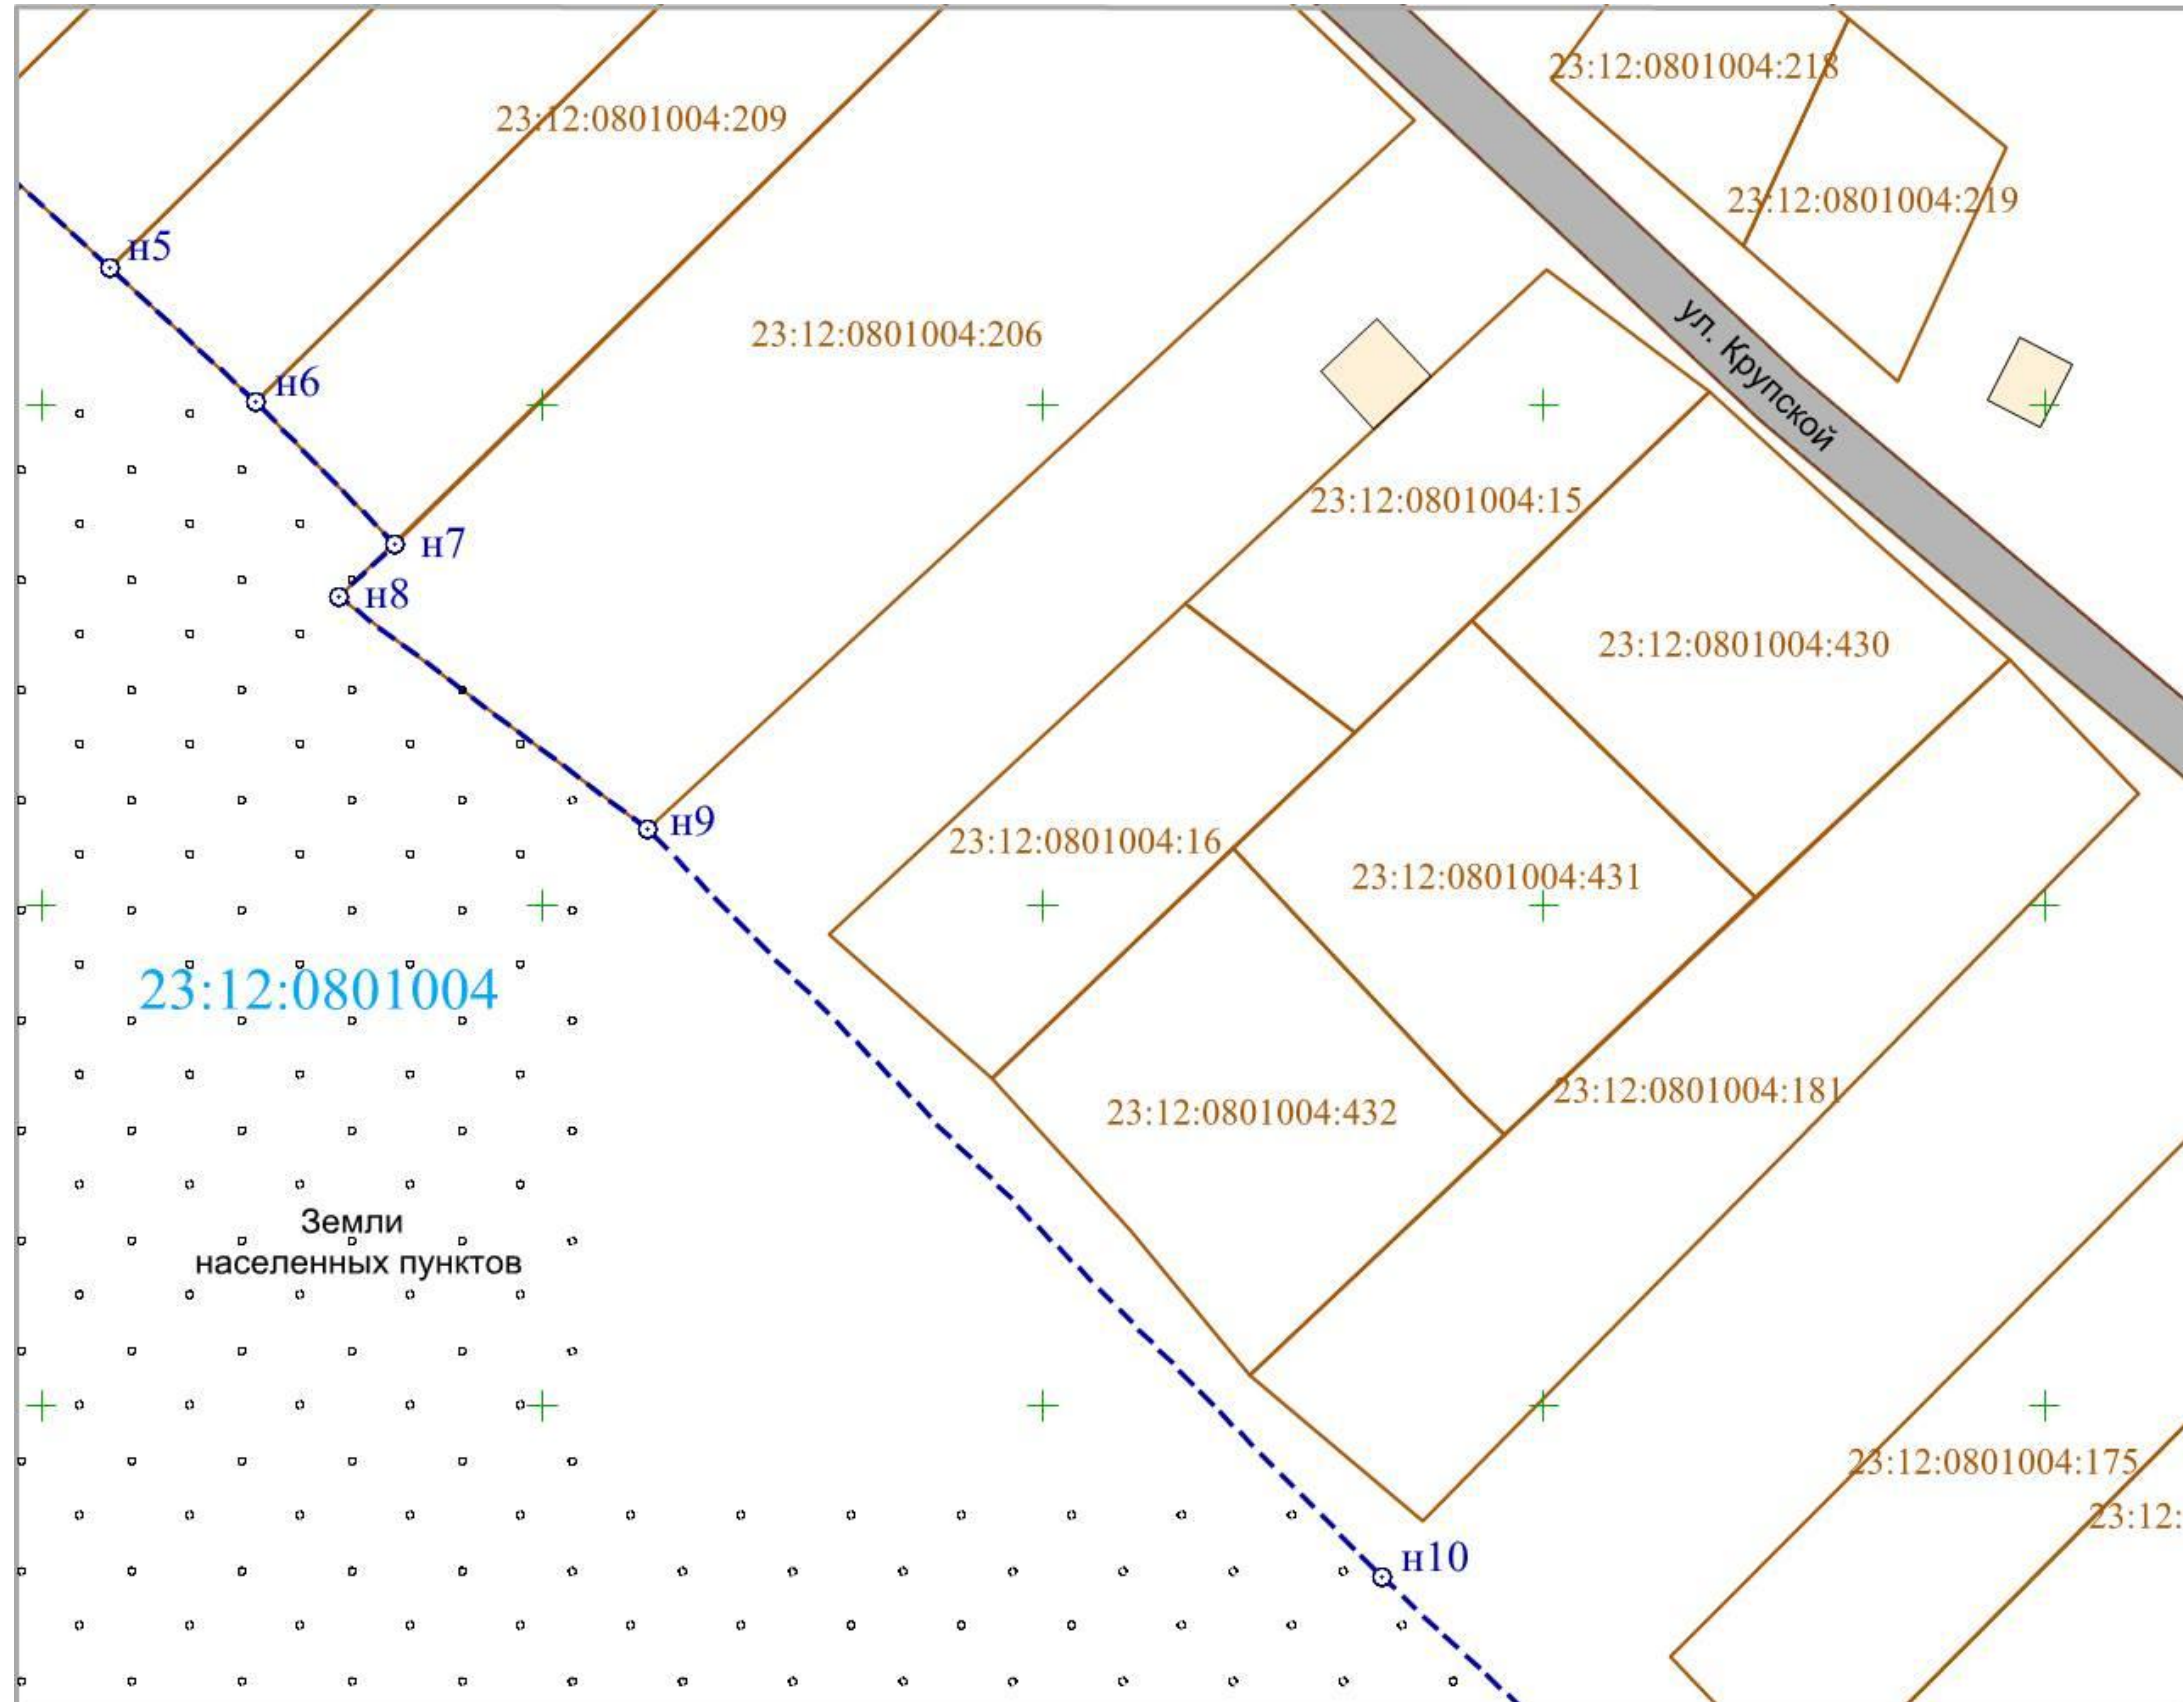 23:12:0801004:218
23:12:0801004:209
23:12:0801004:219
н5
23:12:0801004:206
ул. Крупской
н6
23:12:0801004:15
н7
н8
23:12:0801004:430
н9
23:12:0801004:16
23:12:0801004:431
23:12:0801004
23:12:0801004:181
23:12:0801004:432
Земли
населенных пунктов
23:12:0801004:175
23:12:
н10